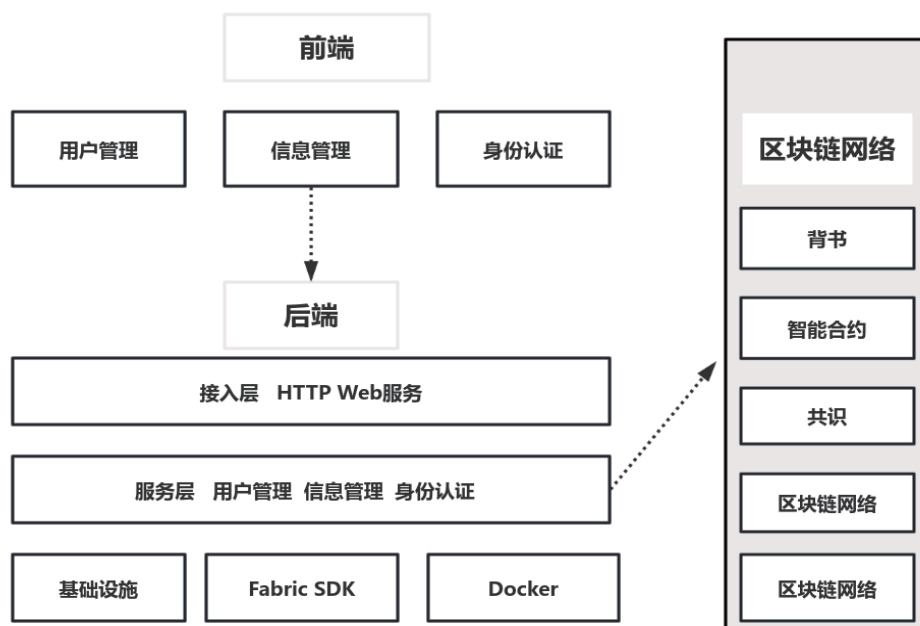 前端
用户管理 信息管理 身份认证
后端
接入层 HTTP Web服务
服务层 用户管理 信息管理 身份认证
基础设施 Fabric SDK Docker
区块链网络
背书
智能合约
共识
区块链网络
区块链网络